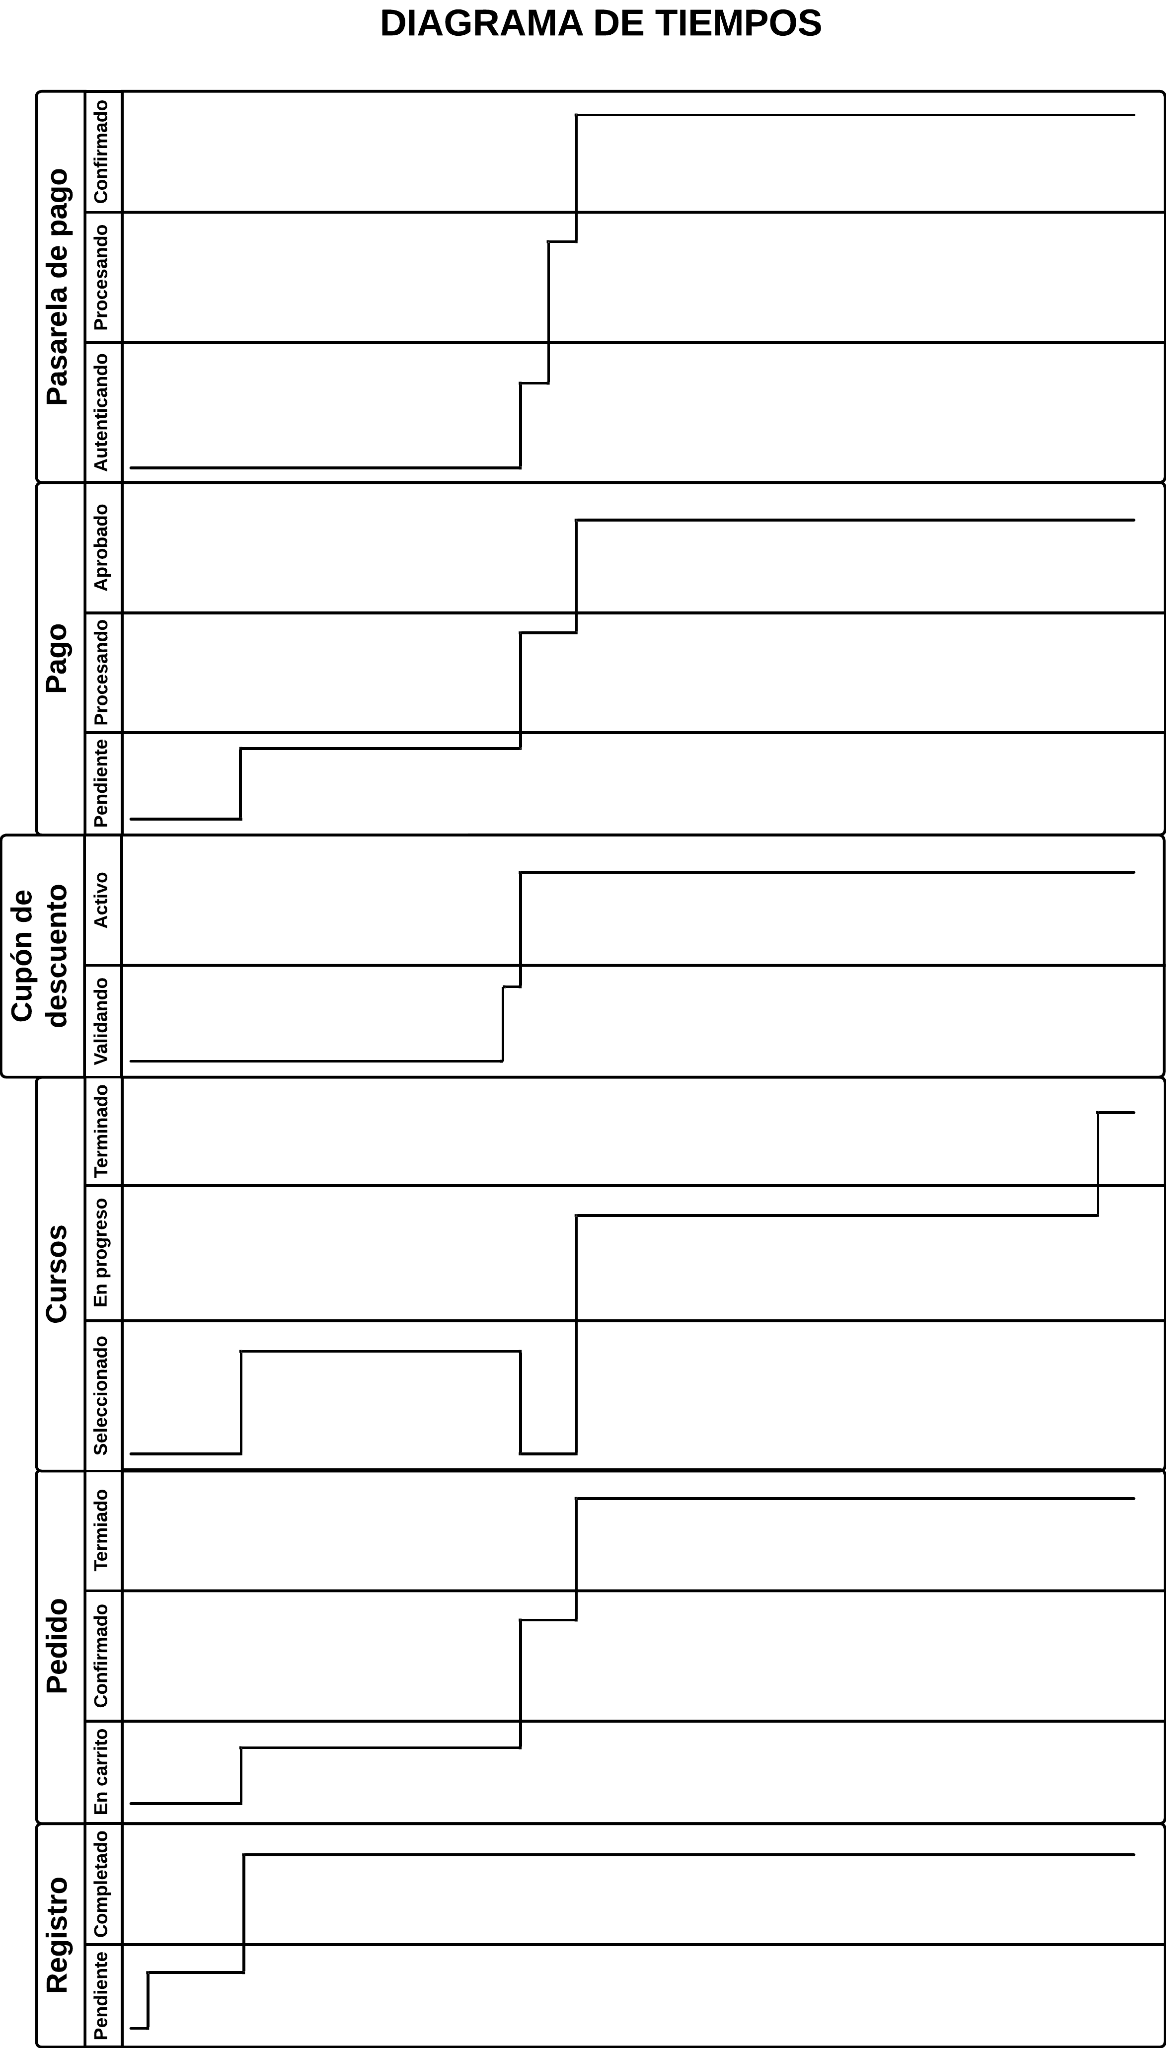 DIAGRAMA DE TIEMPOS
Pasarela de pago
Confirmado
Procesando
Autenticando
Pago
Aprobado
Procesando
Pendiente
Cupón de
descuento
Activo
Validando
Cursos
Terminado
En progreso
Seleccionado
Pedido
Termiado
Confirmado
En carrito
Registro
Completado
Pendiente